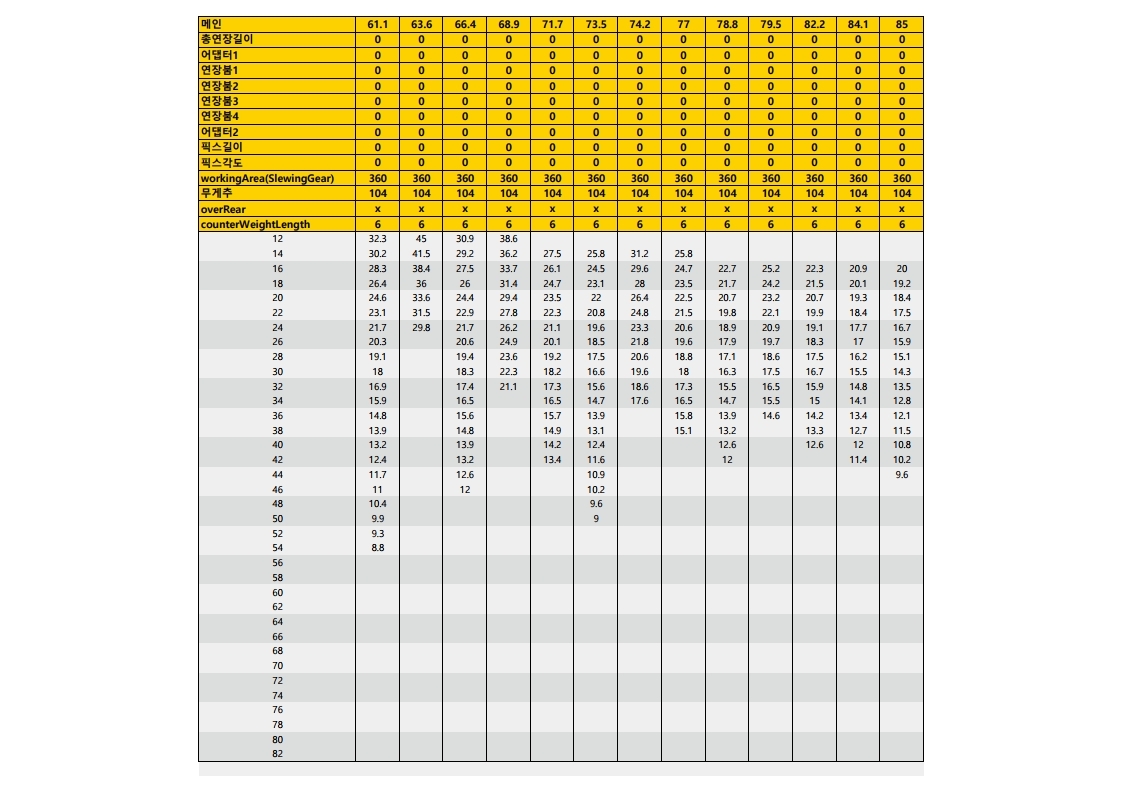 메인 61.1 63.6 66.4 68.9 71.7 73.5 74.2 77 78.8 79.5 82.2 84.1 85
총연장길이 0 0 0 0 0 0 0 0 0 0 0 0 0
어댑터1 0 0 0 0 0 0 0 0 0 0 0 0 0
연장붐1 0 0 0 0 0 0 0 0 0 0 0 0 0
연장붐2 0 0 0 0 0 0 0 0 0 0 0 0 0
연장붐3 0 0 0 0 0 0 0 0 0 0 0 0 0
연장붐4 0 0 0 0 0 0 0 0 0 0 0 0 0
어댑터2 0 0 0 0 0 0 0 0 0 0 0 0 0
픽스길이 0 0 0 0 0 0 0 0 0 0 0 0 0
픽스각도 0 0 0 0 0 0 0 0 0 0 0 0 0
workingArea(SlewingGear) 360 360 360 360 360 360 360 360 360 360 360 360 360
무게추 104 104 104 104 104 104 104 104 104 104 104 104 104
overRear x x x x x x x x x x x x x
counterWeightLength 6 6 6 6 6 6 6 6 6 6 6 6 6
12 32.3 45 30.9 38.6
14 30.2 41.5 29.2 36.2 27.5 25.8 31.2 25.8
16 28.3 38.4 27.5 33.7 26.1 24.5 29.6 24.7 22.7 25.2 22.3 20.9 20
18 26.4 36 26 31.4 24.7 23.1 28 23.5 21.7 24.2 21.5 20.1 19.2
20 24.6 33.6 24.4 29.4 23.5 22 26.4 22.5 20.7 23.2 20.7 19.3 18.4
22 23.1 31.5 22.9 27.8 22.3 20.8 24.8 21.5 19.8 22.1 19.9 18.4 17.5
24 21.7 29.8 21.7 26.2 21.1 19.6 23.3 20.6 18.9 20.9 19.1 17.7 16.7
26 20.3 20.6 24.9 20.1 18.5 21.8 19.6 17.9 19.7 18.3 17 15.9
28 19.1 19.4 23.6 19.2 17.5 20.6 18.8 17.1 18.6 17.5 16.2 15.1
30 18 18.3 22.3 18.2 16.6 19.6 18 16.3 17.5 16.7 15.5 14.3
32 16.9 17.4 21.1 17.3 15.6 18.6 17.3 15.5 16.5 15.9 14.8 13.5
34 15.9 16.5 16.5 14.7 17.6 16.5 14.7 15.5 15 14.1 12.8
36 14.8 15.6 15.7 13.9 15.8 13.9 14.6 14.2 13.4 12.1
38 13.9 14.8 14.9 13.1 15.1 13.2 13.3 12.7 11.5
40 13.2 13.9 14.2 12.4 12.6 12.6 12 10.8
42 12.4 13.2 13.4 11.6 12 11.4 10.2
44 11.7 12.6 10.9 9.6
46 11 12 10.2
48 10.4 9.6
50 9.9 9
52 9.3
54 8.8
56
58
60
62
64
66
68
70
72
74
76
78
80
82